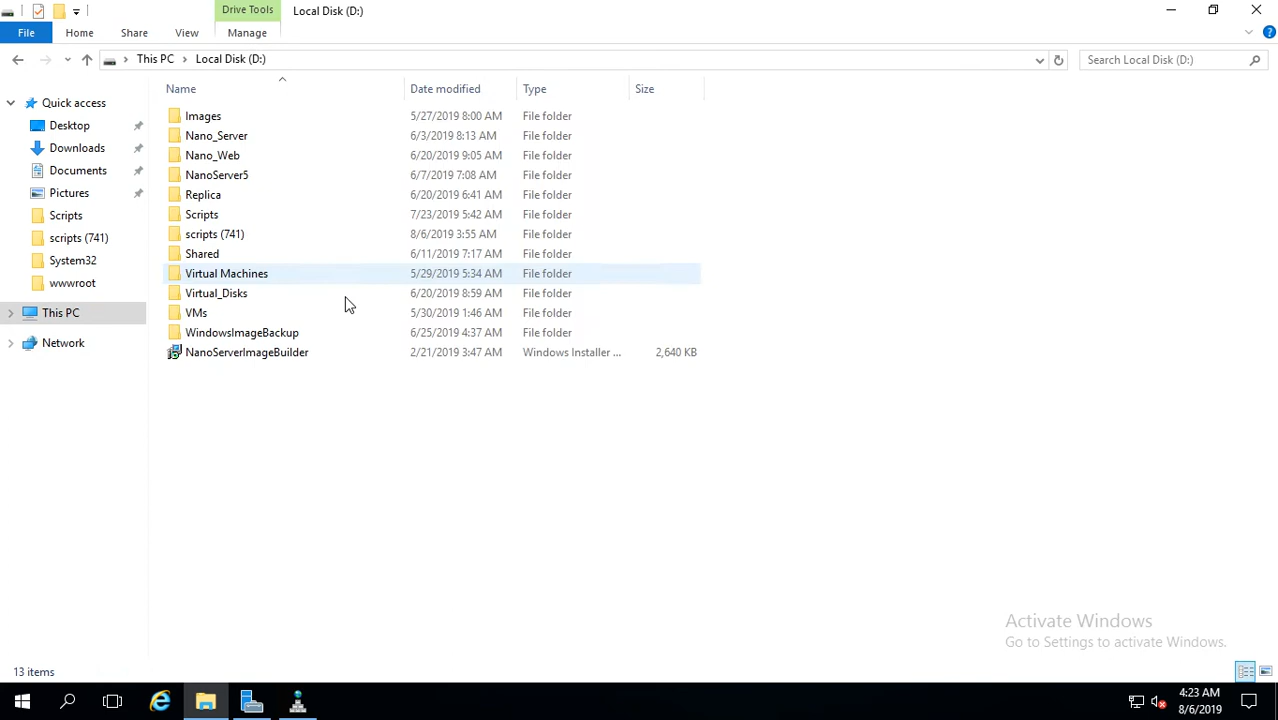 Drive Tools
Local Disk (D:)
File
Home
Share
View
Manage
This PC
Local Disk (D:)
Search Local Disk (D:)
Name
Date modified
Type
Size
Quick access
Desktop
Downloads
Documents
Pictures
Scripts
scripts (741)
System32
wwwroot
This PC
Network
Images 5/27/2019 8:00 AM File folder
Nano_Server 6/3/2019 8:13 AM File folder
Nano_Web 6/20/2019 9:05 AM File folder
NanoServer5 6/7/2019 7:08 AM File folder
Replica 6/20/2019 6:41 AM File folder
Scripts 7/23/2019 5:42 AM File folder
scripts (741) 8/6/2019 3:55 AM File folder
Shared 6/11/2019 7:17 AM File folder
Virtual Machines 5/29/2019 5:34 AM File folder
Virtual_Disks 6/20/2019 8:59 AM File folder
VMs 5/30/2019 1:46 AM File folder
WindowsImageBackup 6/25/2019 4:37 AM File folder
NanoServerImageBuilder 2/21/2019 3:47 AM Windows Installer ... 2,640 KB
Activate Windows
Go to Settings to activate Windows.
13 items
4:23 AM
8/6/2019